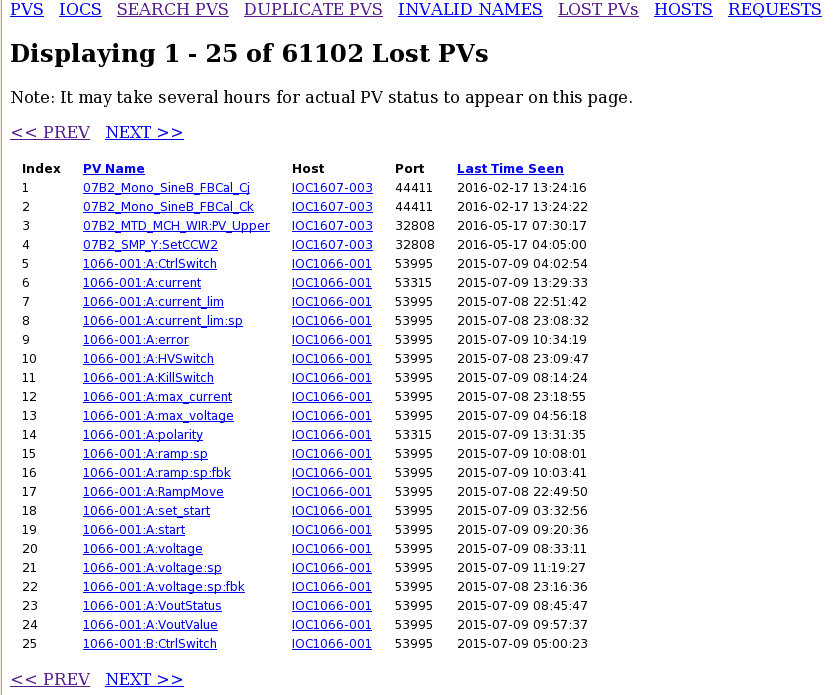 PVS IOCS SEARCH PVS DUPLICATE PVS INVALID NAMES LOST PVs HOSTS REQUESTS
Displaying 1 - 25 of 61102 Lost PVs
Note: It may take several hours for actual PV status to appear on this page.
<< PREV NEXT >>
Index PV Name Host Port Last Time Seen
1 07B2_Mono_SineB_FBCal_Cj IOC1607-003 44411 2016-02-17 13:24:16
2 07B2_Mono_SineB_FBCal_Ck IOC1607-003 44411 2016-02-17 13:24:22
3 07B2_MTD_MCH_WIR:PV_Upper IOC1607-003 32808 2016-05-17 07:30:17
4 07B2_SMP_Y:SetCCW2 IOC1607-003 32808 2016-05-17 04:05:00
5 1066-001:A:CtrlSwitch IOC1066-001 53995 2015-07-09 04:02:54
6 1066-001:A:current IOC1066-001 53315 2015-07-09 13:29:33
7 1066-001:A:current_lim IOC1066-001 53995 2015-07-08 22:51:42
8 1066-001:A:current_lim:sp IOC1066-001 53995 2015-07-08 23:08:32
9 1066-001:A:error IOC1066-001 53995 2015-07-09 10:34:19
10 1066-001:A:HVSwitch IOC1066-001 53995 2015-07-08 23:09:47
11 1066-001:A:KillSwitch IOC1066-001 53995 2015-07-09 08:14:24
12 1066-001:A:max_current IOC1066-001 53995 2015-07-08 23:18:55
13 1066-001:A:max_voltage IOC1066-001 53995 2015-07-09 04:56:18
14 1066-001:A:polarity IOC1066-001 53315 2015-07-09 13:31:35
15 1066-001:A:ramp:sp IOC1066-001 53995 2015-07-09 10:08:01
16 1066-001:A:ramp:sp:fbk IOC1066-001 53995 2015-07-09 10:03:41
17 1066-001:A:RampMove IOC1066-001 53995 2015-07-08 22:49:50
18 1066-001:A:set_start IOC1066-001 53995 2015-07-09 03:32:56
19 1066-001:A:start IOC1066-001 53995 2015-07-09 09:20:36
20 1066-001:A:voltage IOC1066-001 53995 2015-07-09 08:33:11
21 1066-001:A:voltage:sp IOC1066-001 53995 2015-07-09 11:19:27
22 1066-001:A:voltage:sp:fbk IOC1066-001 53995 2015-07-08 23:16:36
23 1066-001:A:VoutStatus IOC1066-001 53995 2015-07-09 08:45:47
24 1066-001:A:VoutValue IOC1066-001 53995 2015-07-09 09:57:37
25 1066-001:B:CtrlSwitch IOC1066-001 53995 2015-07-09 05:00:23
<< PREV NEXT >>